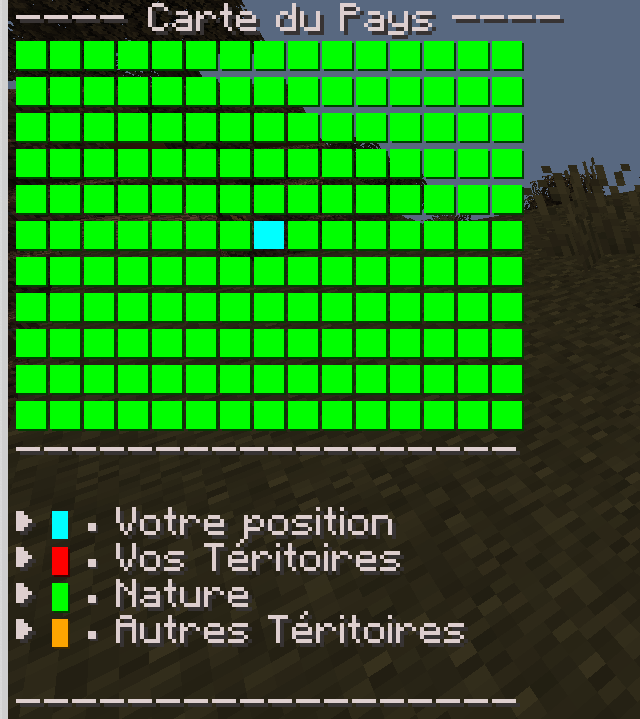 ---- Carte du Pays ----
. Votre position
. Vos Téritoires
. Nature
. Autres Téritoires